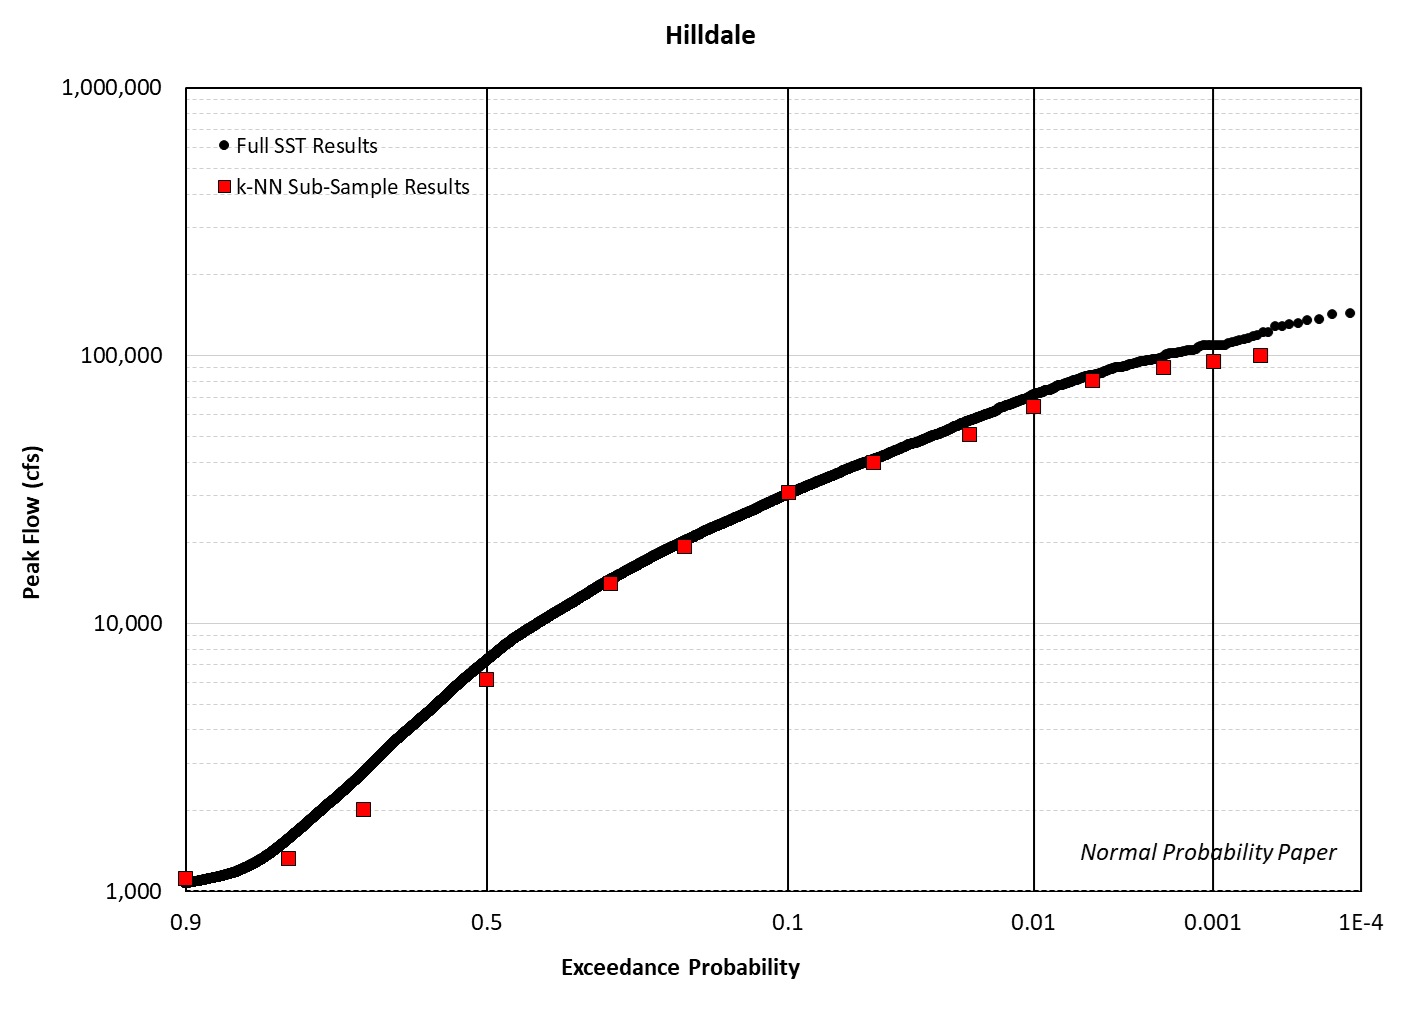 Hilldale
1,000,000
Full SST Results
k-NN Sub-Sample Results
100,000
Peak Flow (cfs)
10,000
Normal Probability Paper
1,000
0.9 0.5 0.1 0.01 0.001 1E-4
Exceedance Probability